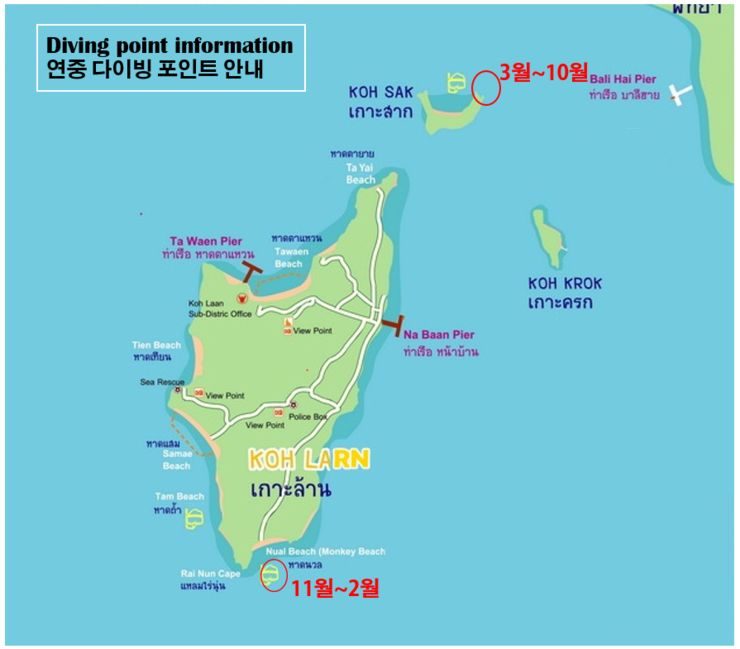 พัทยา
Diving point information
연중 다이빙 포인트 안내
3월~10월
KOH SAK
เกาะสาก
Bali Hai Pier
ท่าเรือ บาลีฮาย
หาดตายาย
Ta Yai
Beach
Ta Waen Pier
ท่าเรือ หาดตาแหวน
หาดตาแหวน
Tawaen
Beach
KOH KROK
เกาะครก
Koh Laan
Sub-Distric Office
View Point
Na Baan Pier
ท่าเรือ หน้าบ้าน
Tien Beach
หาดเทียน
Sea Rescue
View Point
Police Box
View Point
หาดแสม
Samae
Beach
KOH LARN
เกาะล้าน
Tam Beach
หาดถ้ำ
Nual Beach (Monkey Beach
หาดนวล
Rai Nun Cape
แหลมไร่นุ่น
11월~2월